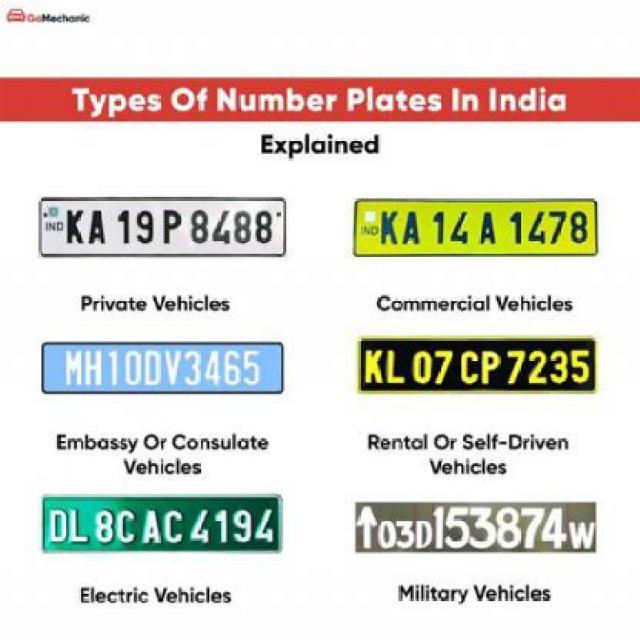 GoMechanic
Types Of Number Plates In India
Explained
IND KA 19 P 8488
IND KA 14 A 1478
Private Vehicles
Commercial Vehicles
MH10DV3465
KL 07 CP 7235
Embassy Or Consulate
Vehicles
Rental Or Self-Driven
Vehicles
DL 8C AC 4194
↑03D153874W
Electric Vehicles
Military Vehicles